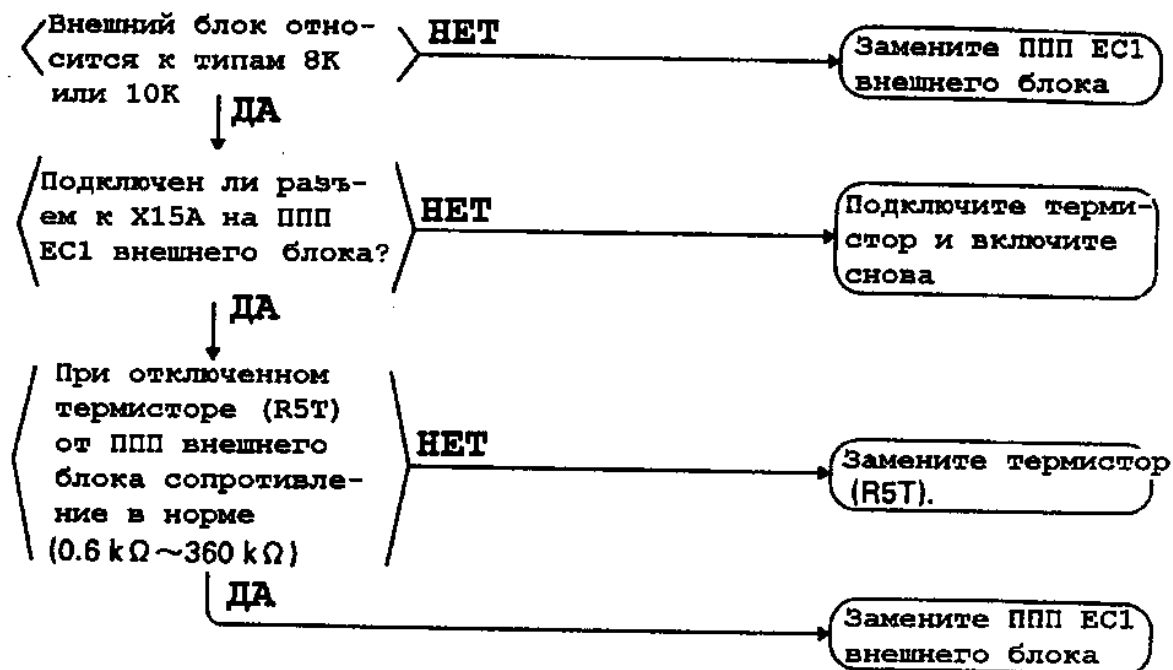 Внешний блок отно-
сится к типам 8К
или 10К
НЕТ
Замените ППП ЕС1
внешнего блока
ДА
Подключен ли разъ-
ем к Х15А на ППП
ЕС1 внешнего блока?
НЕТ
Подключите терми-
стор и включите
снова
ДА
При отключенном
термисторе (R5T)
от ППП внешнего
блока сопротивле-
ние в норме
(0.6 kΩ～360 kΩ)
НЕТ
Замените термистор
(R5T).
ДА
Замените ППП ЕС1
внешнего блока